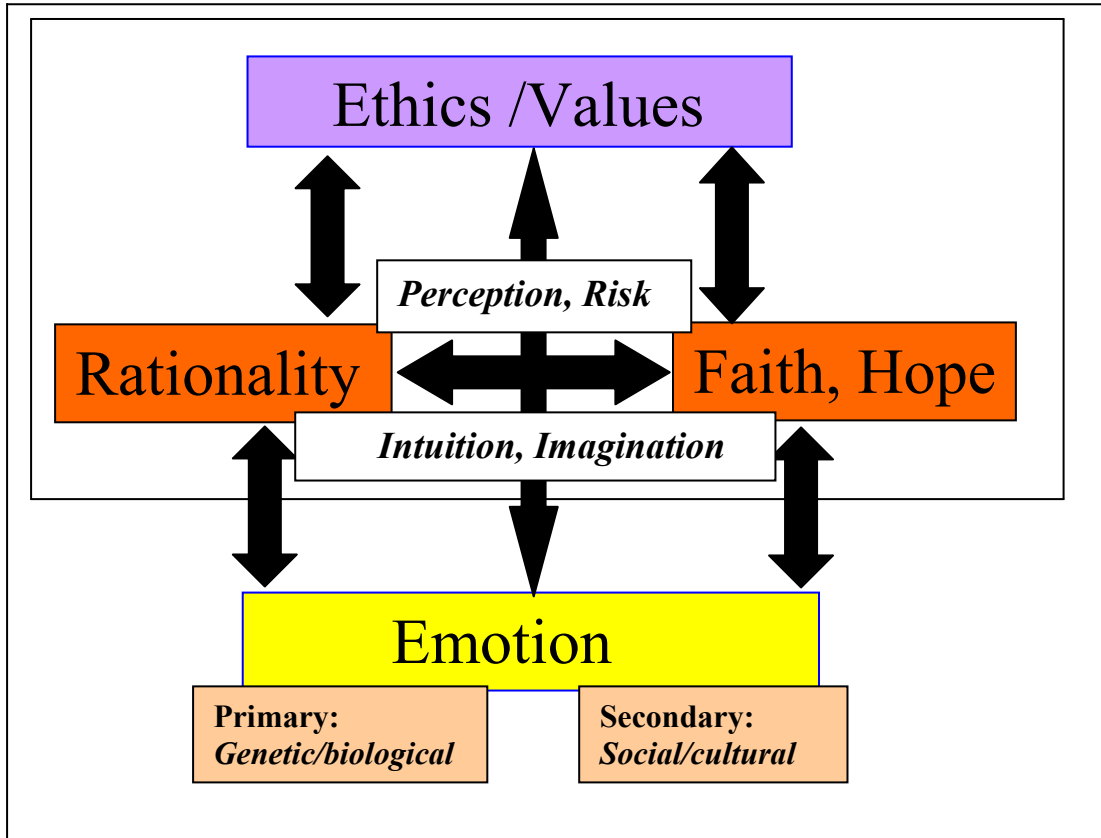 Ethics /Values
Perception, Risk
Rationality
Faith, Hope
Intuition, Imagination
Emotion
Primary:
Genetic/biological
Secondary:
Social/cultural